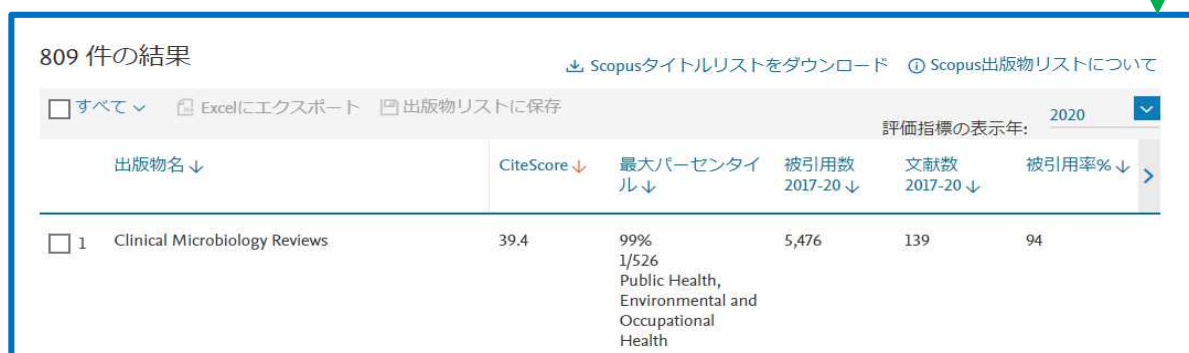 809 件の結果
Scopusタイトルリストをダウンロード Scopus出版物リストについて
すべて Excelにエクスポート 出版物リストに保存
評価指標の表示年: 2020
出版物名↓ CiteScore↓ 最大パーセンタイル↓ 被引用数 2017-20↓ 文献数 2017-20↓ 被引用率%↓
1 Clinical Microbiology Reviews 39.4 99% 5,476 139 94
1/526
Public Health,
Environmental and
Occupational
Health